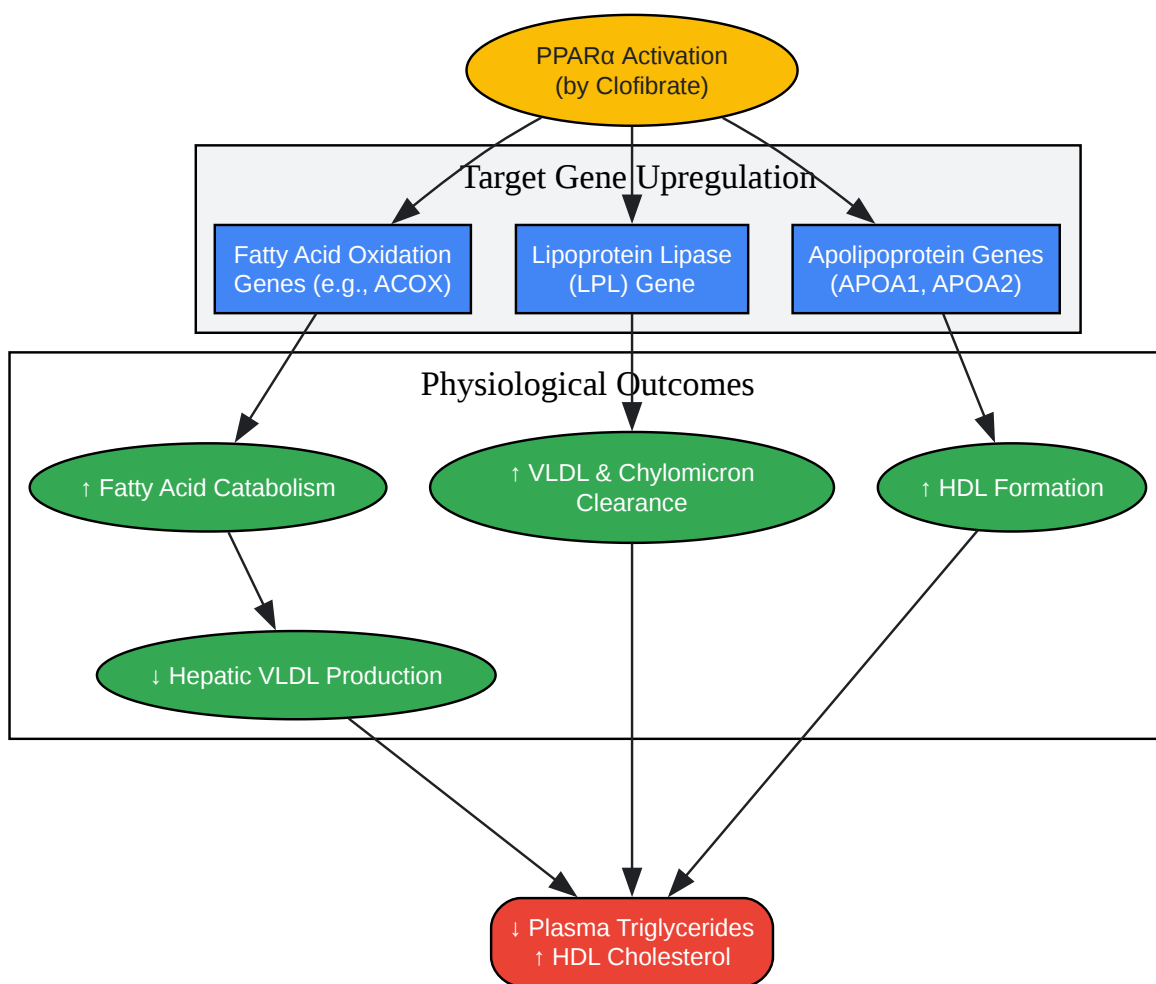 PPARα Activation
(by Clofibrate)
Target Gene Upregulation
Fatty Acid Oxidation
Genes (e.g., ACOX)
Lipoprotein Lipase
(LPL) Gene
Apolipoprotein Genes
(APOA1, APOA2)
Physiological Outcomes
↑ Fatty Acid Catabolism
↑ VLDL & Chylomicron
Clearance
↑ HDL Formation
↓ Hepatic VLDL Production
↓ Plasma Triglycerides
↑ HDL Cholesterol